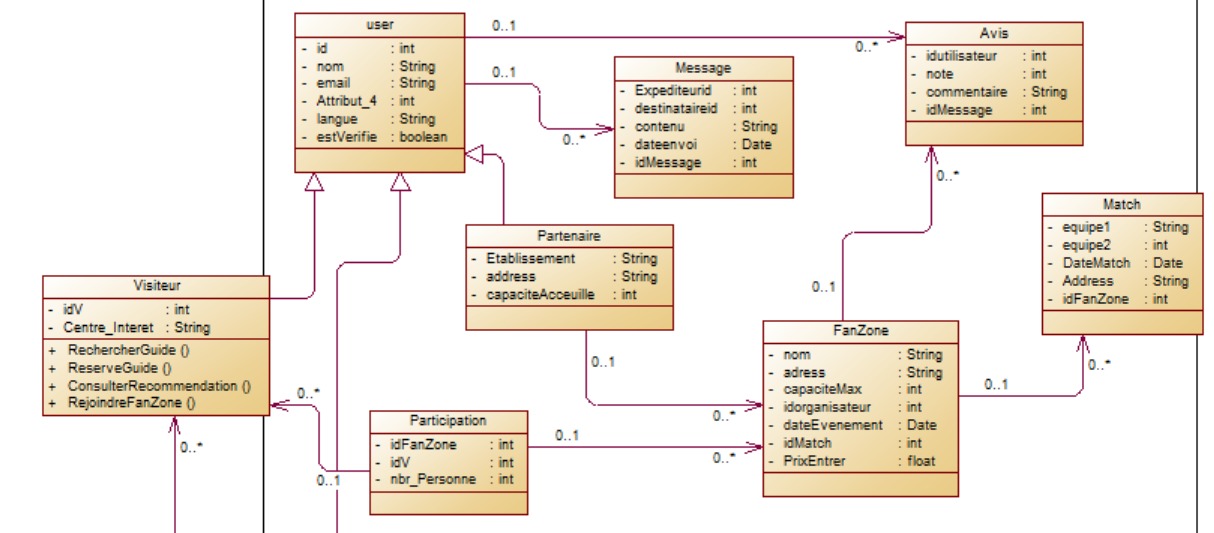 user
- id : int
- nom : String
- email : String
- Attribut_4 : int
- langue : String
- estVerifie : boolean
0..1
0..*
Avis
- idutilisateur : int
- note : int
- commentaire : String
- idMessage : int
0..1
0..*
Message
- Expediteurid : int
- destinataireid : int
- contenu : String
- dateenvoi : Date
- idMessage : int
0..*
Match
- equipe1 : String
- equipe2 : int
- DateMatch : Date
- Address : String
- idFanZone : int
Partenaire
- Etablissement : String
- address : String
- capaciteAcceuille : int
Visiteur
- idV : int
- Centre_Interet : String
+ RechercherGuide ()
+ ReserveGuide ()
+ ConsulterRecommendation ()
+ RejoindreFanZone ()
0..1
FanZone
- nom : String
- adress : String
- capaciteMax : int
- idorganisateur : int
- dateEvenement : Date
- idMatch : int
- PrixEntrer : float
0..1
0..*
0..1
0..*
0..*
Participation
- idFanZone : int
- idV : int
- nbr_Personne : int
0..1
0..*
0..1
0..*